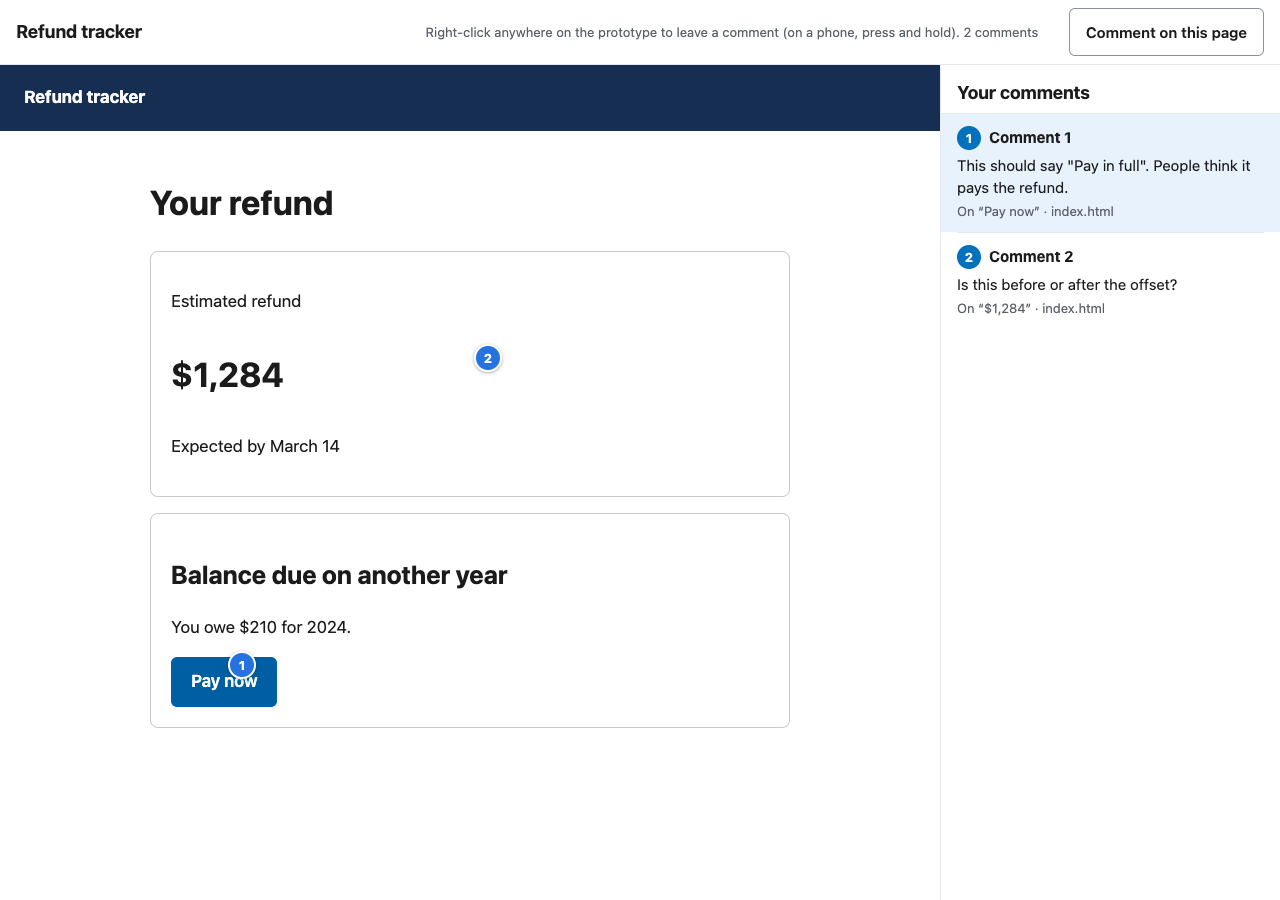 Refund tracker
Right-click anywhere on the prototype to leave a comment (on a phone, press and hold). 2 comments
Comment on this page
Refund tracker
Your refund
Estimated refund
$1,284
2
Expected by March 14
Balance due on another year
You owe $210 for 2024.
1
Pay now
Your comments
1 Comment 1
This should say "Pay in full". People think it
pays the refund.
On “Pay now” · index.html
2 Comment 2
Is this before or after the offset?
On “$1,284” · index.html